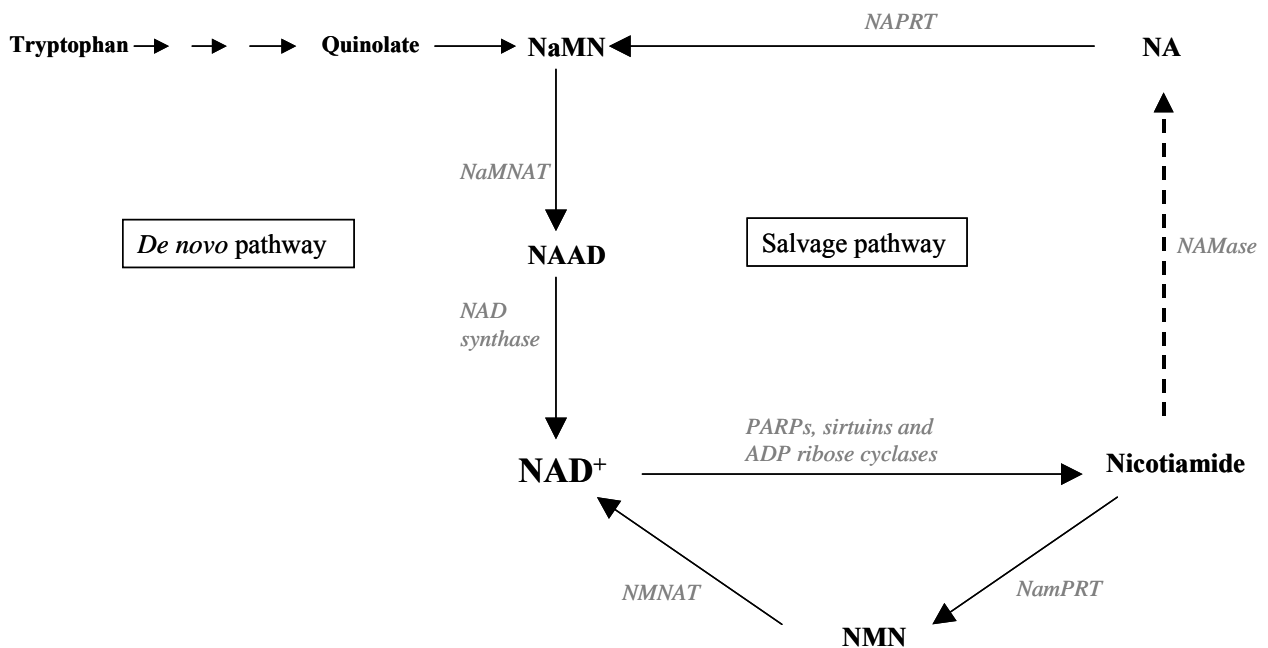 NAPRT
Tryptophan
Quinolate
NaMN
NA
NaMNAT
De novo pathway
Salvage pathway
NAMase
NAAD
NAD
synthase
PARPs, sirtuins and
ADP ribose cyclases
NAD+
Nicotiamide
NMNAT
NamPRT
NMN